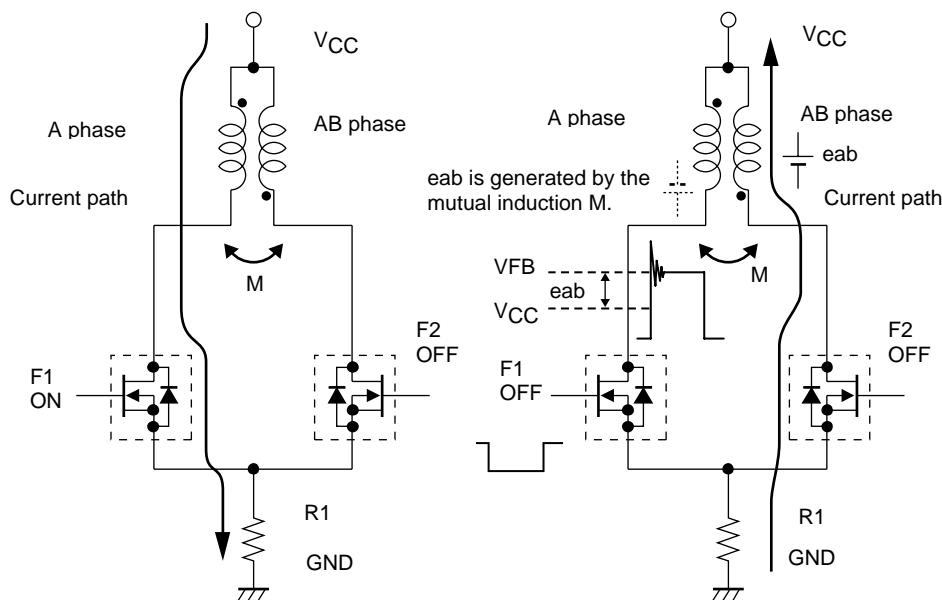 VCC
A phase
AB phase
Current path
M
F1
ON
F2
OFF
R1
GND
VCC
A phase
AB phase
eab
eab is generated by the
mutual induction M.
Current path
M
VFB
eab
VCC
F1
OFF
F2
OFF
R1
GND